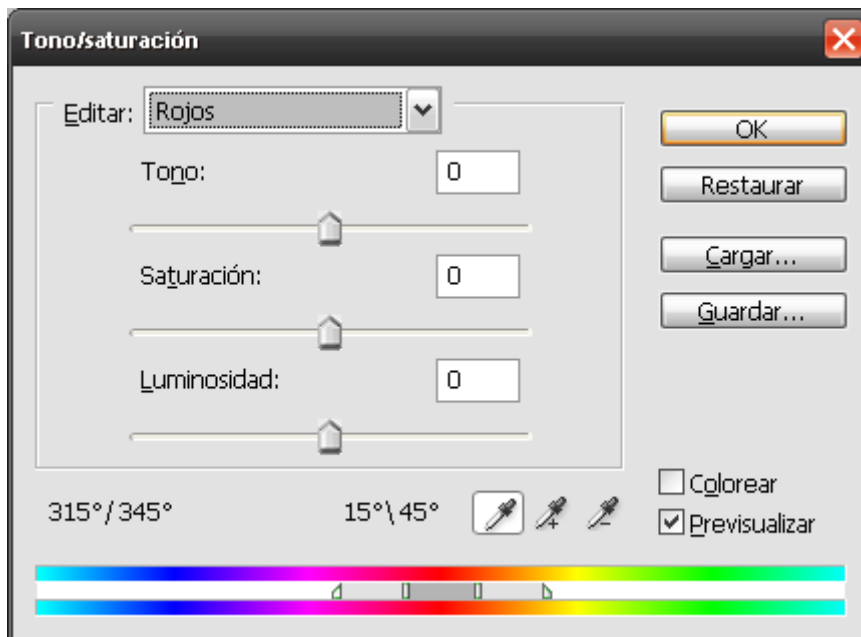 Tono/saturación
Editar: Rojos
Tono: 0
Saturación: 0
Luminosidad: 0
OK
Restaurar
Cargar...
Guardar...
Colorear
Previsualizar
315°/345° 15°\45°